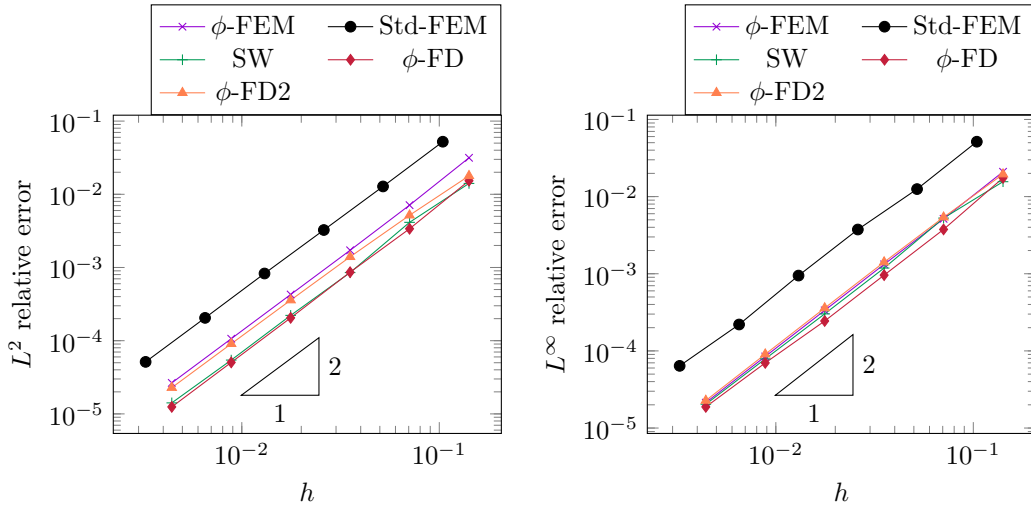 ϕ-FEM Std-FEM
SW ϕ-FD
ϕ-FD2
10⁻¹
10⁻²
10⁻³
10⁻⁴
10⁻⁵
L² relative error
2
1
10⁻² 10⁻¹
h
ϕ-FEM Std-FEM
SW ϕ-FD
ϕ-FD2
10⁻¹
10⁻²
10⁻³
10⁻⁴
10⁻⁵
L∞ relative error
2
1
10⁻² 10⁻¹
h